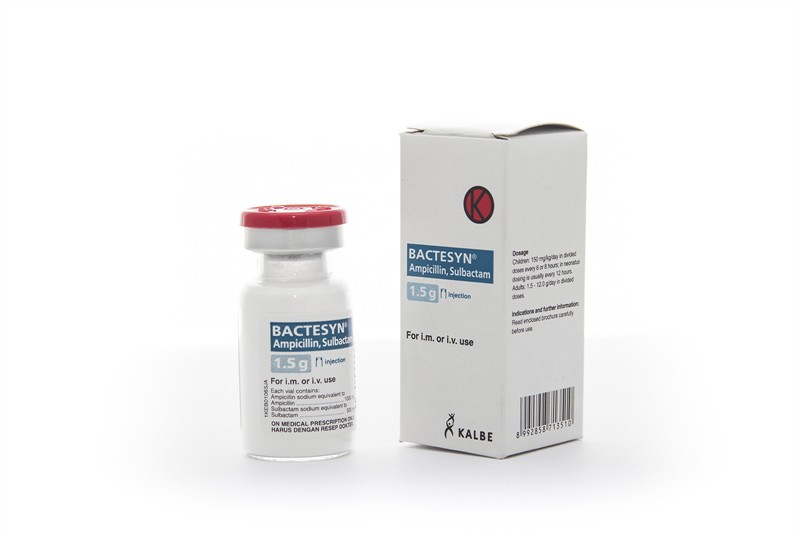 BACTESYN®
Ampicillin, Sulbactam
1.5 g injection
For i.m. or i.v. use
Each vial contains:
Ampicillin sodium equivalent to
Ampicillin
Sulbactam sodium equivalent to
Sulbactam
ON MEDICAL PRESCRIPTION
HARUS DENGAN RESEP
K
BACTESYN®
Ampicillin, Sulbactam
1.5 g injection
For i.m. or i.v. use
KALBE
Dosage
Children: 150 mg/kg/day in divided
doses every 6 or 8 hours; in neonatus
dosing is usually every 12 hours.
Adults: 1.5 - 12.0 g/day in divided
doses.
Indications and further information:
Read enclosed brochure carefully
before use.
8 992858 713510